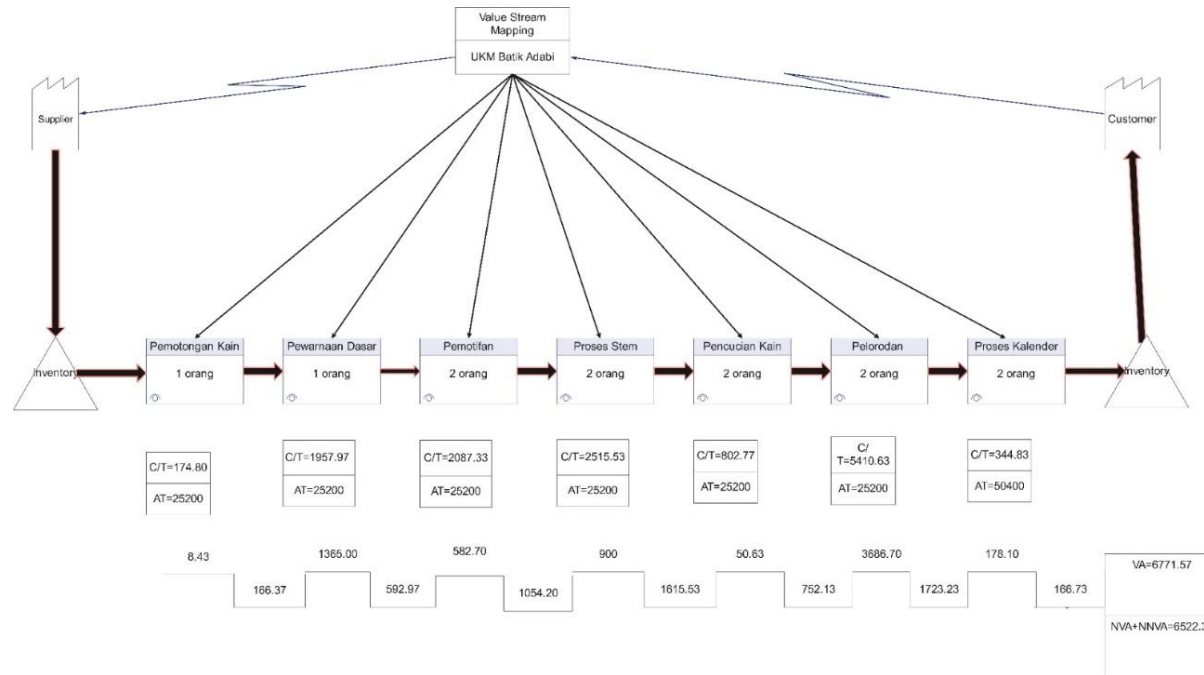 Value Stream
Mapping
UKM Batik Adabi
Supplier
Customer
Inventory
Pemotongan Kain
1 orang
Pewarnaan Dasar
1 orang
Pemotifan
2 orang
Proses Stem
2 orang
Pencucian Kain
2 orang
Pelorodan
2 orang
Proses Kalender
2 orang
Inventory
C/T=174.80
AT=25200
C/T=1957.97
AT=25200
C/T=2087.33
AT=25200
C/T=2515.53
AT=25200
C/T=802.77
AT=25200
C/
T=5410.63
AT=25200
C/T=344.83
AT=50400
8.43
166.37
1365.00
592.97
582.70
1054.20
900
1615.53
50.63
752.13
3686.70
1723.23
178.10
166.73
VA=6771.57
NVA+NNVA=6522.3